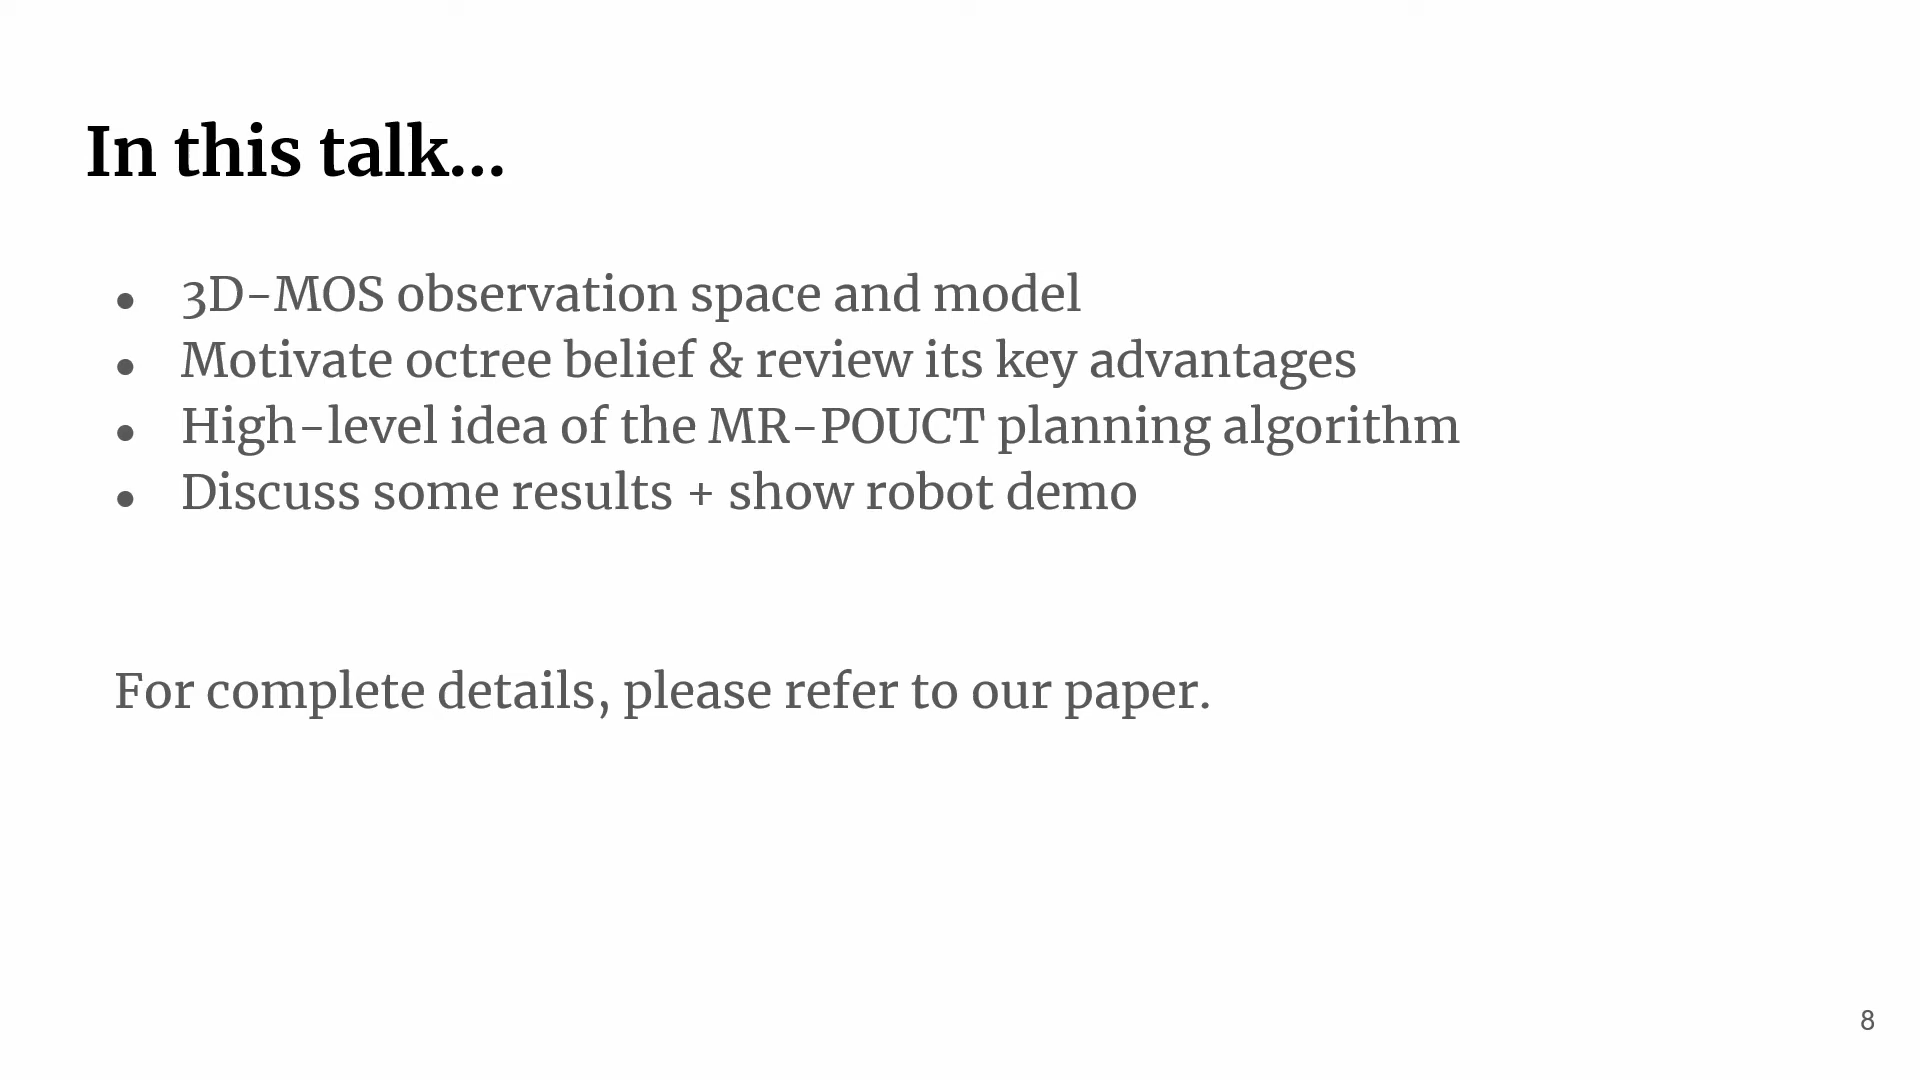 In this talk...
● 3D-MOS observation space and model
● Motivate octree belief & review its key advantages
● High-level idea of the MR-POUCT planning algorithm
● Discuss some results + show robot demo
For complete details, please refer to our paper.
8